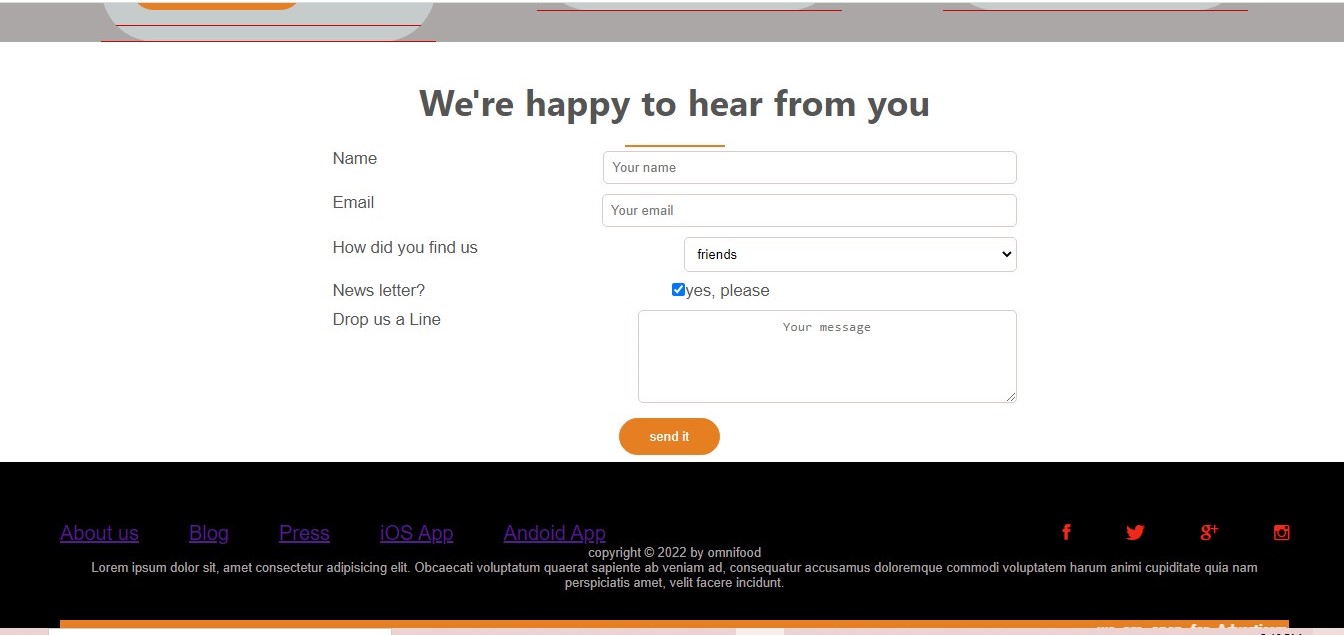 We're happy to hear from you
Name
Your name
Email
Your email
How did you find us
friends
News letter?
yes, please
Drop us a Line
Your message
send it
About us Blog Press iOS App Andoid App
copyright © 2022 by omnifood
Lorem ipsum dolor sit, amet consectetur adipisicing elit. Obcaecati voluptatum quaerat sapiente ab veniam ad, consequatur accusamus doloremque commodi voluptatem harum animi cupiditate quia nam
perspiciatis amet, velit facere incidunt.